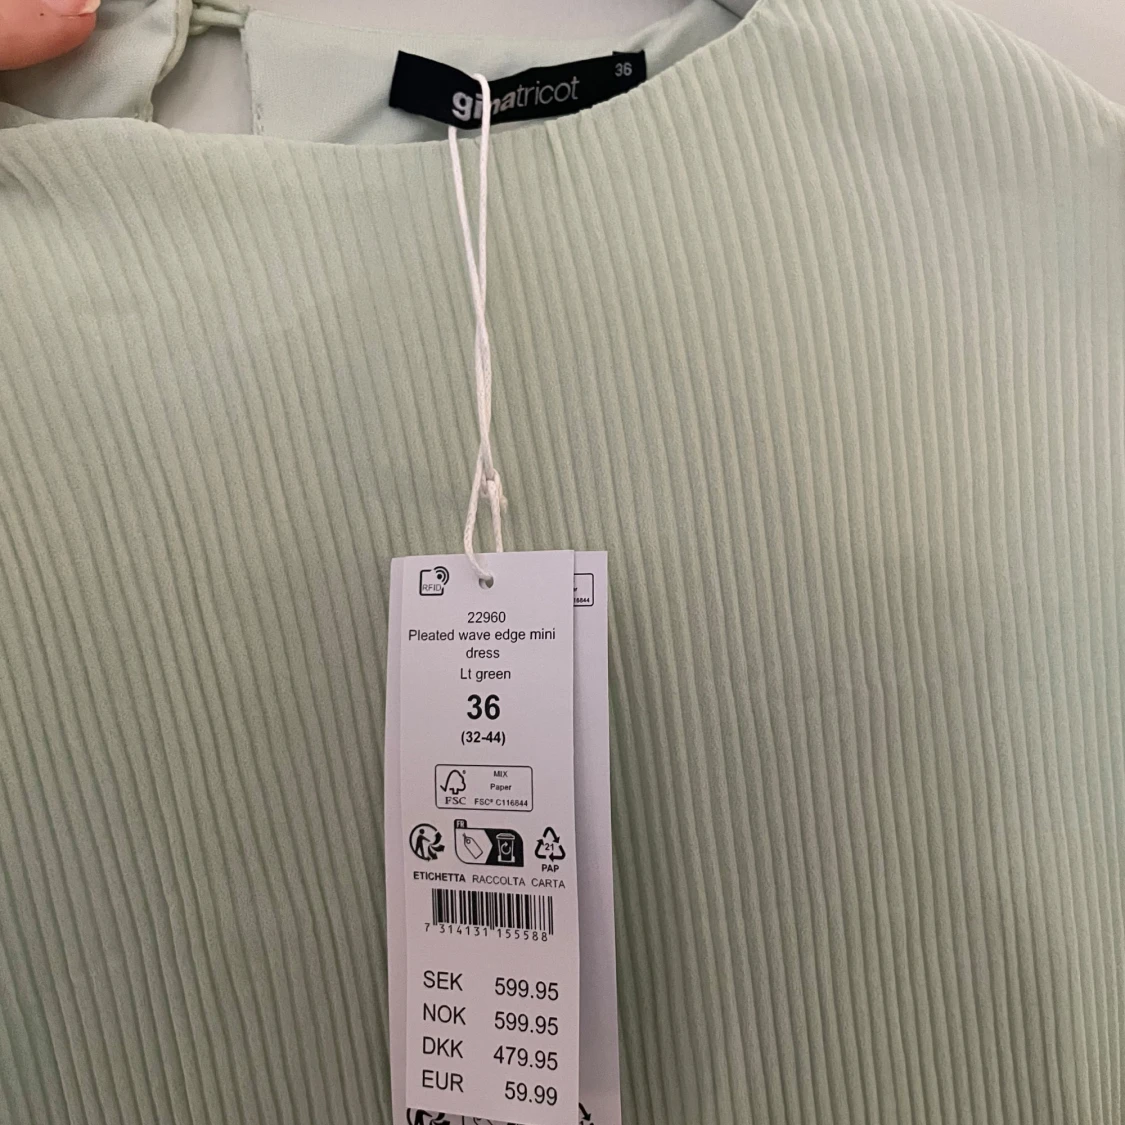 36
ginatricot
RFID
16844
22960
Pleated wave edge mini
dress
Lt green
36
(32-44)
MIX
Paper
FSC FSC® C116844
FR
21
PAP
ETICHETTA RACCOLTA CARTA
7 314131 155588
SEK 599.95
NOK 599.95
DKK 479.95
EUR 59.99